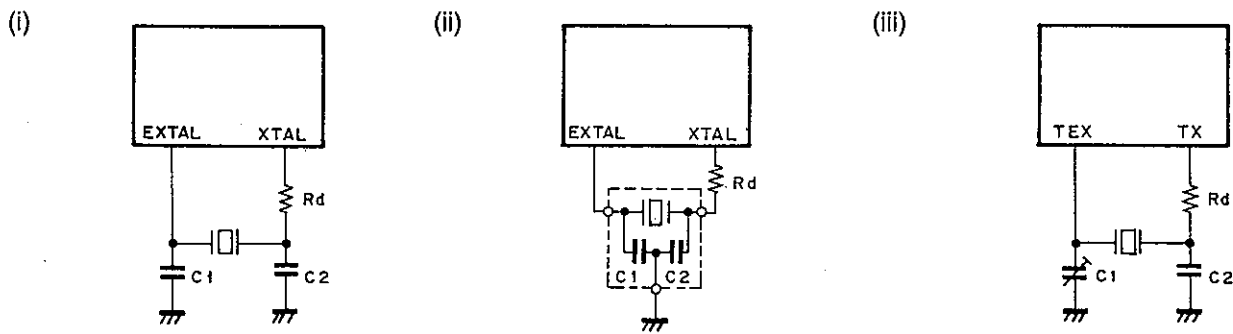 (i)
EXTAL XTAL
Rd
C1 C2
(ii)
EXTAL XTAL
Rd
C1 C2
(iii)
TEX TX
Rd
C1 C2